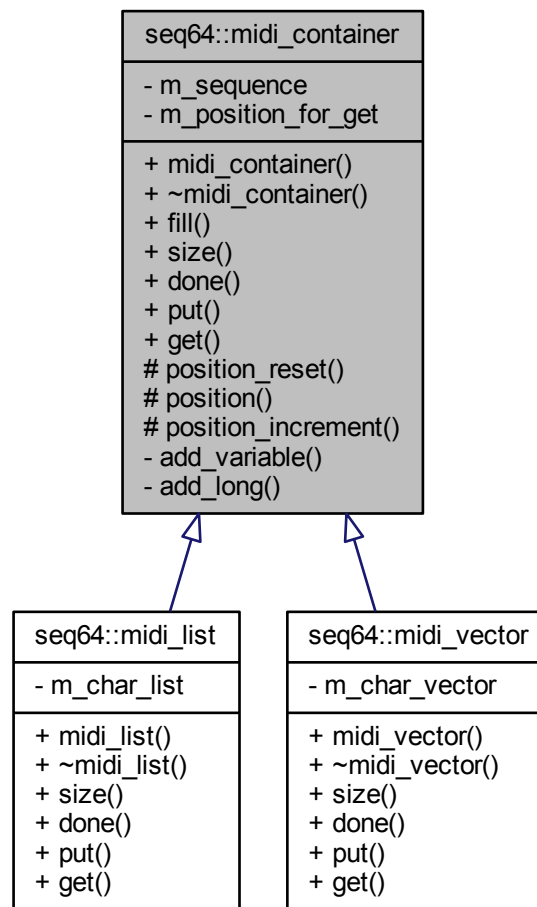 seq64::midi_container
- m_sequence
- m_position_for_get
+ midi_container()
+ ~midi_container()
+ fill()
+ size()
+ done()
+ put()
+ get()
# position_reset()
# position()
# position_increment()
- add_variable()
- add_long()
seq64::midi_list
- m_char_list
+ midi_list()
+ ~midi_list()
+ size()
+ done()
+ put()
+ get()
seq64::midi_vector
- m_char_vector
+ midi_vector()
+ ~midi_vector()
+ size()
+ done()
+ put()
+ get()